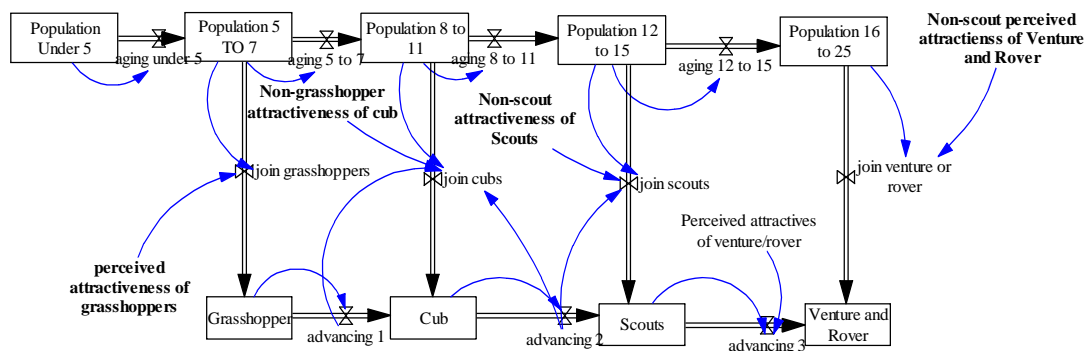 Population
Under 5
Population 5
TO 7
Population 8 to
11
Population 12
to 15
Population 16
to 25
Non-scout perceived
attractienss of Venture
and Rover
aging under 5
aging 5 to 7
aging 8 to 11
aging 12 to 15
Non-grasshopper
attractiveness of cub
Non-scout
attractiveness of
Scouts
join grasshoppers
join cubs
join scouts
join venture or
rover
Perceived attractives
of venture/rover
perceived
attractiveness of
grasshoppers
Grasshopper
Cub
Scouts
Venture and
Rover
advancing 1
advancing 2
advancing 3